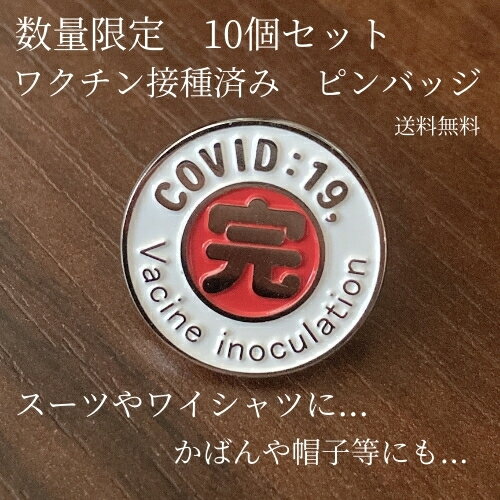 数量限定　10個セット
ワクチン接種済み　ピンバッジ
送料無料
COVID:19,
完
Vacine inoculation
スーツやワイシャツに...
かばんや帽子等にも...